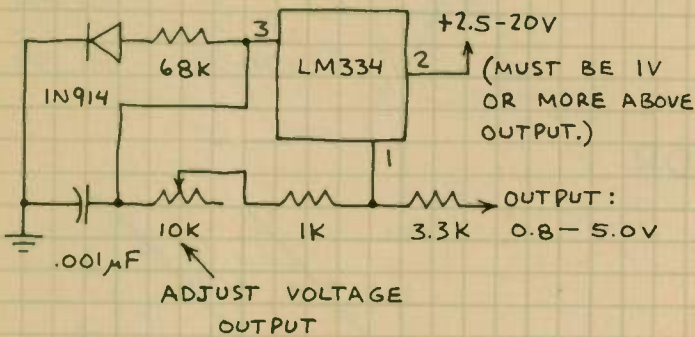 3
LM334
2
+2.5-20V
68K
1N914
(MUST BE 1V
OR MORE ABOVE
OUTPUT.)
1
.001µF
10K
1K
3.3K
OUTPUT:
0.8-5.0V
ADJUST VOLTAGE
OUTPUT